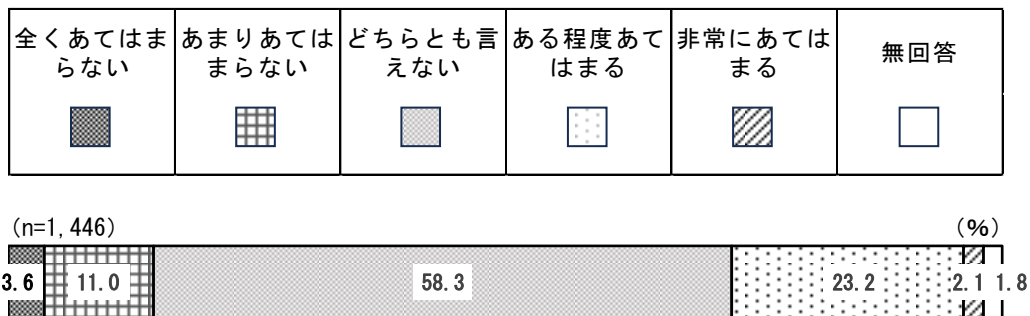 全くあてはま
らない
あまりあては
まらない
どちらとも言
えない
ある程度あて
はまる
非常にあては
まる
無回答
(n=1,446)
(%)
3.6 11.0 58.3 23.2 2.1 1.8